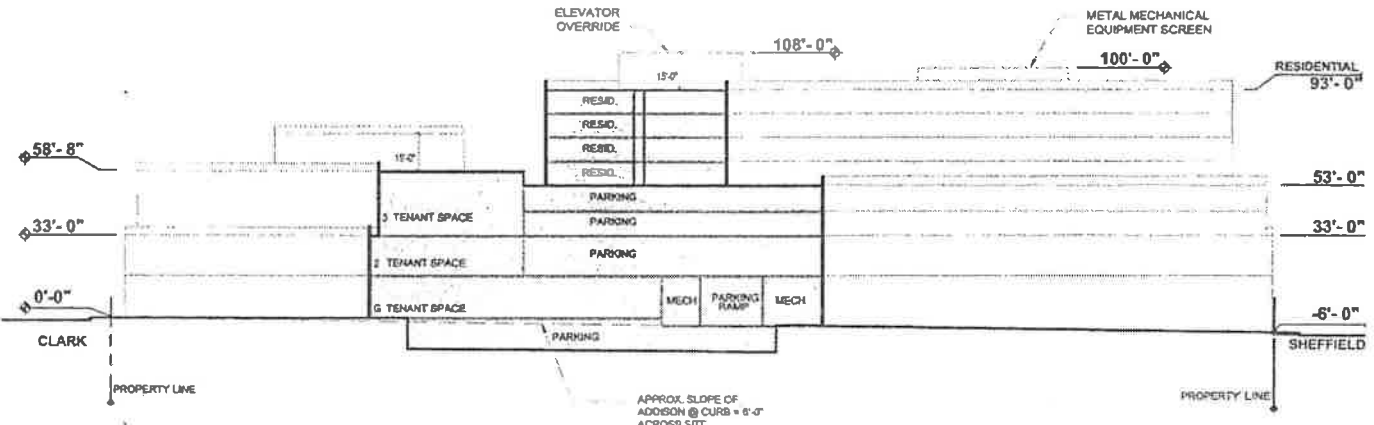 ELEVATOR
OVERRIDE
108'-0"
METAL MECHANICAL
EQUIPMENT SCREEN
100'-0"
RESIDENTIAL
93'-0"
15'-0"
RESID.
RESID.
RESID.
RESID.
58'-8"
15'-0"
53'-0"
PARKING
3 TENANT SPACE
PARKING
33'-0"
33'-0"
2 TENANT SPACE
PARKING
0'-0"
G TENANT SPACE
MECH
PARKING
RAMP
MECH
-6'-0"
CLARK
PARKING
SHEFFIELD
PROPERTY LINE
PROPERTY LINE
APPROX. SLOPE OF
ADDISON @ CURB = 6'-0"
ACROSS SITE